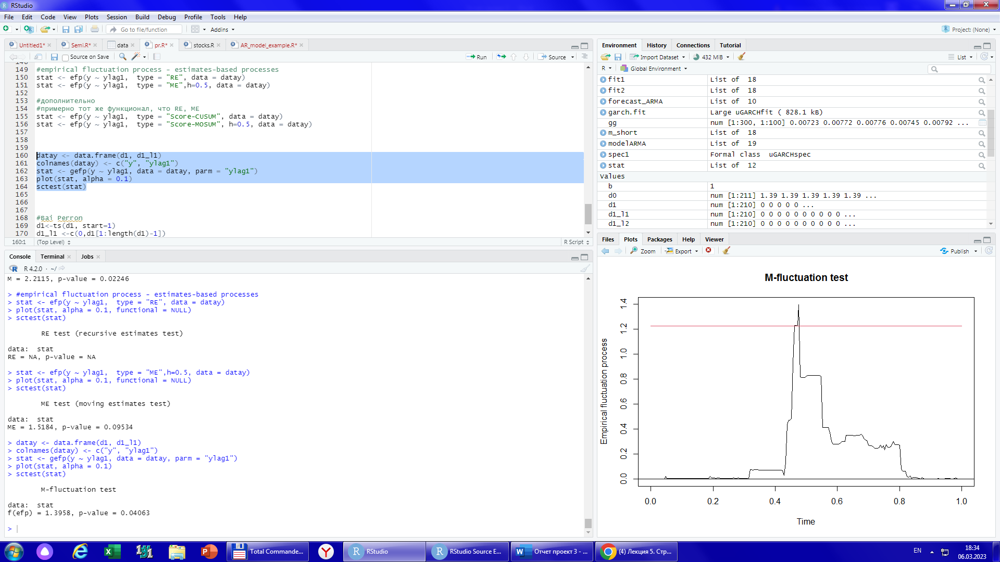 RStudio
File Edit Code View Plots Session Build Debug Profile Tools Help
Go to file/function Addins Project: (None)
Untitled1* Semi.R* data pr.R* stocks.R AR_model_example.R*
Source on Save Run Source
148
149 #empirical fluctuation process - estimates-based processes
150 stat <- efp(y ~ ylag1,  type = "RE", data = datay)
151 stat <- efp(y ~ ylag1,  type = "ME",h=0.5, data = datay)
152
153 #дополнительно
154 #примерно тот же функционал, что RE, ME
155 stat <- efp(y ~ ylag1,  type = "Score-CUSUM", data = datay)
156 stat <- efp(y ~ ylag1,  type = "Score-MOSUM", h=0.5, data = datay)
157
158
159
160 datay <- data.frame(d1, d1_l1)
161 colnames(datay) <- c("y", "ylag1")
162 stat <- gefp(y ~ ylag1, data = datay, parm = "ylag1")
163 plot(stat, alpha = 0.1)
164 sctest(stat)
165
166
167
168 #Bai Perron
169 d1<-ts(d1, start=1)
170 d1_l1 <-c(0,d1[1:length(d1)-1])
160:1 (Top Level) R Script
Console Terminal Jobs
R 4.2.0 · ~/
M = 2.2115, p-value = 0.02246
> #empirical fluctuation process - estimates-based processes
> stat <- efp(y ~ ylag1,  type = "RE", data = datay)
> plot(stat, alpha = 0.1, functional = NULL)
> sctest(stat)
RE test (recursive estimates test)
data:  stat
RE = NA, p-value = NA
> stat <- efp(y ~ ylag1,  type = "ME",h=0.5, data = datay)
> plot(stat, alpha = 0.1, functional = NULL)
> sctest(stat)
ME test (moving estimates test)
data:  stat
ME = 1.5184, p-value = 0.09534
> datay <- data.frame(d1, d1_l1)
> colnames(datay) <- c("y", "ylag1")
> stat <- gefp(y ~ ylag1, data = datay, parm = "ylag1")
> plot(stat, alpha = 0.1)
> sctest(stat)
M-fluctuation test
data:  stat
f(efp) = 1.3958, p-value = 0.04063
>
Environment History Connections Tutorial
Import Dataset 432 MiB List
R Global Environment
fit1 List of  18
fit2 List of  18
forecast_ARMA List of  10
garch.fit Large uGARCHfit ( 828.1 kB)
gg num [1:300, 1:100] 0.00723 0.00772 0.00776 0.00745 0.00792 ...
m_short List of  18
modelARMA List of  19
spec1 Formal class  uGARCHspec
stat List of  12
Values
b 1
d0 num [1:211] 1.39 1.39 1.39 1.39 1.39 ...
d1 num [1:210] 0 0 0 0 0 ...
d1_l1 num [1:210] 0 0 0 0 0 0 0 0 0 0 ...
d1_l2 num [1:210] 0 0 0 0 0 0 0 0 0 0 ...
Files Plots Packages Help Viewer
Zoom Export Publish
M-fluctuation test
Empirical fluctuation process
1.4
1.2
1.0
0.8
0.6
0.4
0.2
0.0
0.0 0.2 0.4 0.6 0.8 1.0
Time
Total Commande... RStudio RStudio Source E... Отчет проект 3 - ... (4) Лекция 5. Стр... EN 18:34
06.03.2023